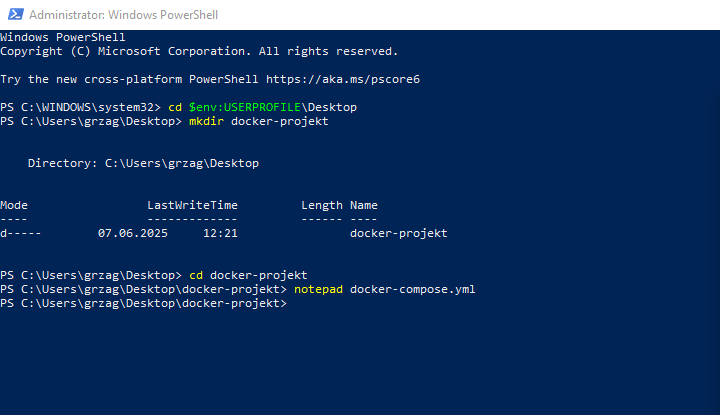 Administrator: Windows PowerShell
Windows PowerShell
Copyright (C) Microsoft Corporation. All rights reserved.
Try the new cross-platform PowerShell https://aka.ms/pscore6
PS C:\WINDOWS\system32> cd $env:USERPROFILE\Desktop
PS C:\Users\grzag\Desktop> mkdir docker-projekt
Directory: C:\Users\grzag\Desktop
Mode                LastWriteTime         Length Name
----                -------------         ------ ----
d-----       07.06.2025     12:21                docker-projekt
PS C:\Users\grzag\Desktop> cd docker-projekt
PS C:\Users\grzag\Desktop\docker-projekt> notepad docker-compose.yml
PS C:\Users\grzag\Desktop\docker-projekt>